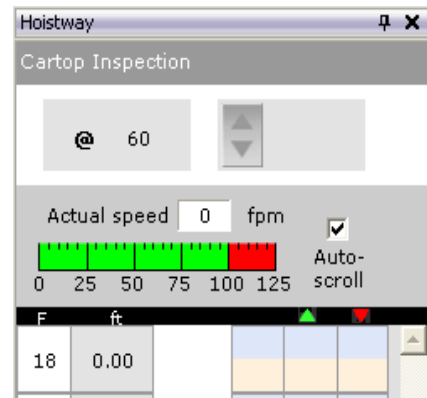 Hoistway
Cartop Inspection
@ 60
Actual speed 0 fpm
Auto-
scroll
0 25 50 75 100 125
F ft
18 0.00